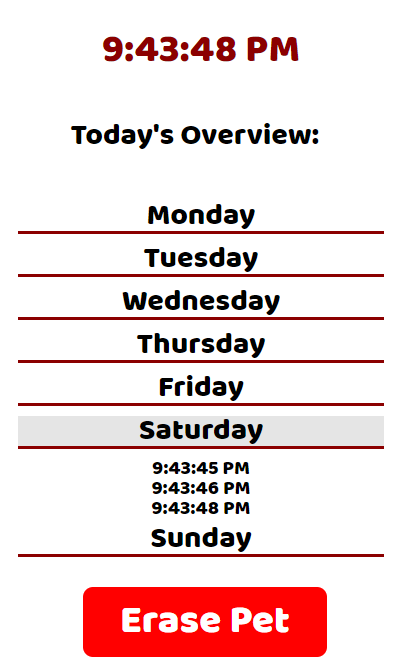 9:43:48 PM
Today's Overview:
Monday
Tuesday
Wednesday
Thursday
Friday
Saturday
9:43:45 PM
9:43:46 PM
9:43:48 PM
Sunday
Erase Pet